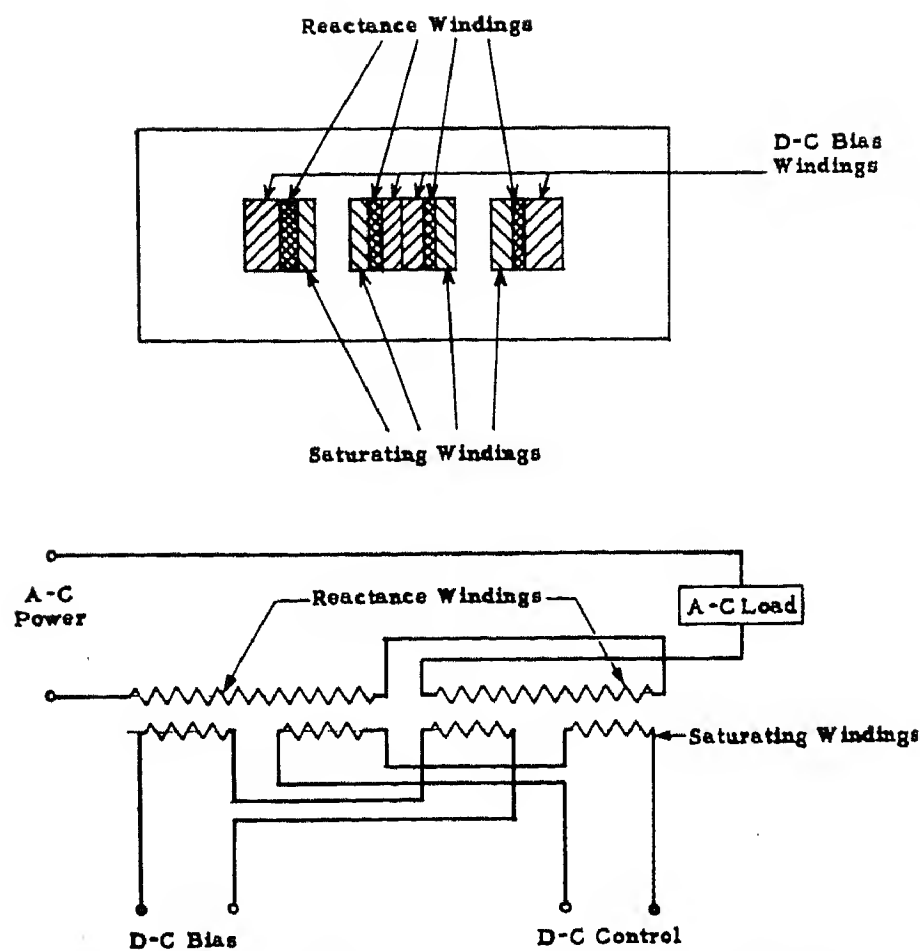 Reactance Windings
D-C Bias
Windings
Saturating Windings
A-C
Power
Reactance Windings
A-C Load
Saturating Windings
D-C Bias
D-C Control